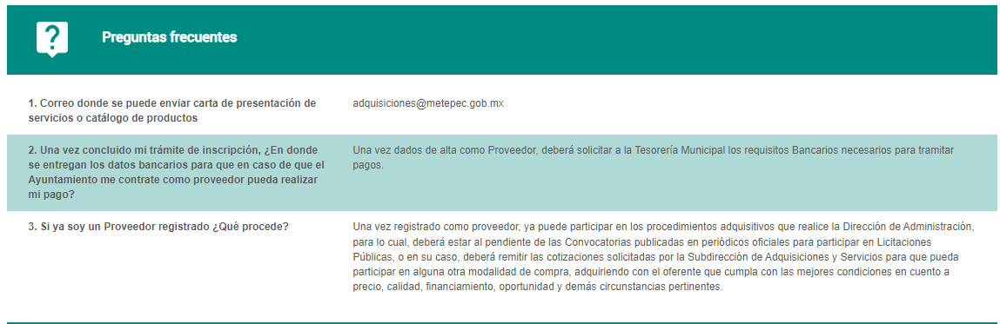 Preguntas frecuentes
1. Correo donde se puede enviar carta de presentación de
servicios o catálogo de productos
adquisiciones@metepec.gob.mx
2. Una vez concluido mi trámite de inscripción, ¿En donde
se entregan los datos bancarios para que en caso de que el
Ayuntamiento me contrate como proveedor pueda realizar
mi pago?
Una vez dados de alta como Proveedor, deberá solicitar a la Tesorería Municipal los requisitos Bancarios necesarios para tramitar
pagos.
3. Si ya soy un Proveedor registrado ¿Qué procede?
Una vez registrado como proveedor, ya puede participar en los procedimientos adquisitivos que realice la Dirección de Administración,
para lo cual, deberá estar al pendiente de las Convocatorias publicadas en periódicos oficiales para participar en Licitaciones
Públicas, o en su caso, deberá remitir las cotizaciones solicitadas por la Subdirección de Adquisiciones y Servicios para que pueda
participar en alguna otra modalidad de compra, adquiriendo con el oferente que cumpla con las mejores condiciones en cuento a
precio, calidad, financiamiento, oportunidad y demás circunstancias pertinentes.